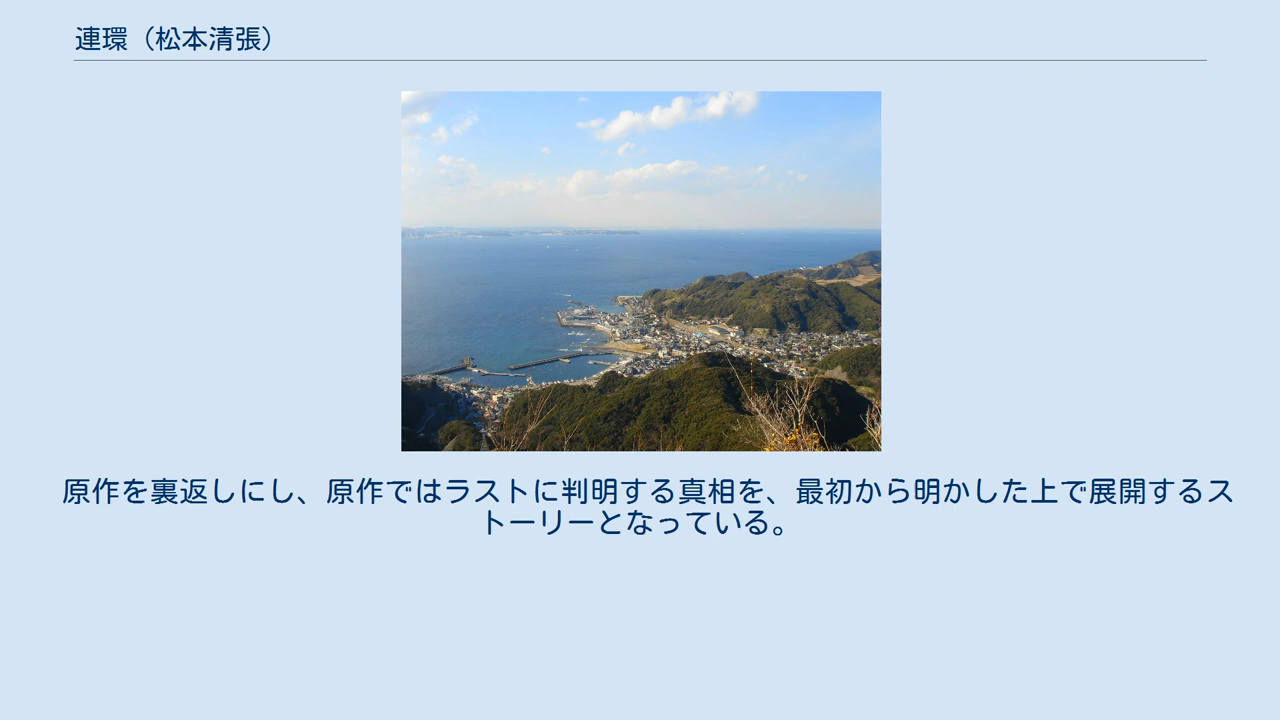 連環（松本清張）
原作を裏返しにし、原作ではラストに判明する真相を、最初から明かした上で展開するス
トーリーとなっている。